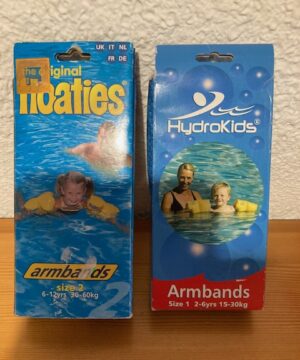 UK IT NL
FR DE
the original
floaties
armbands
size 2
6-12yrs 30-60kg
2
HydroKids®
Armbands
Size 1 2-6yrs 15-30kg